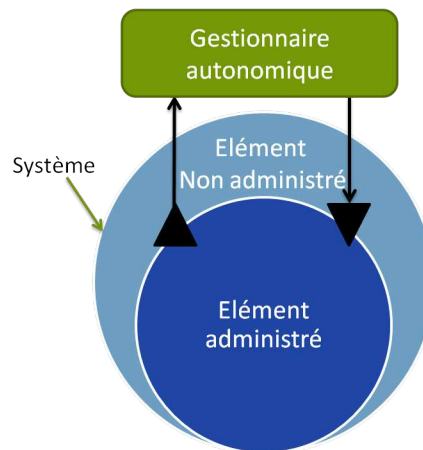 Gestionnaire
autonomique
Elément
Non administré
Système
Elément
administré